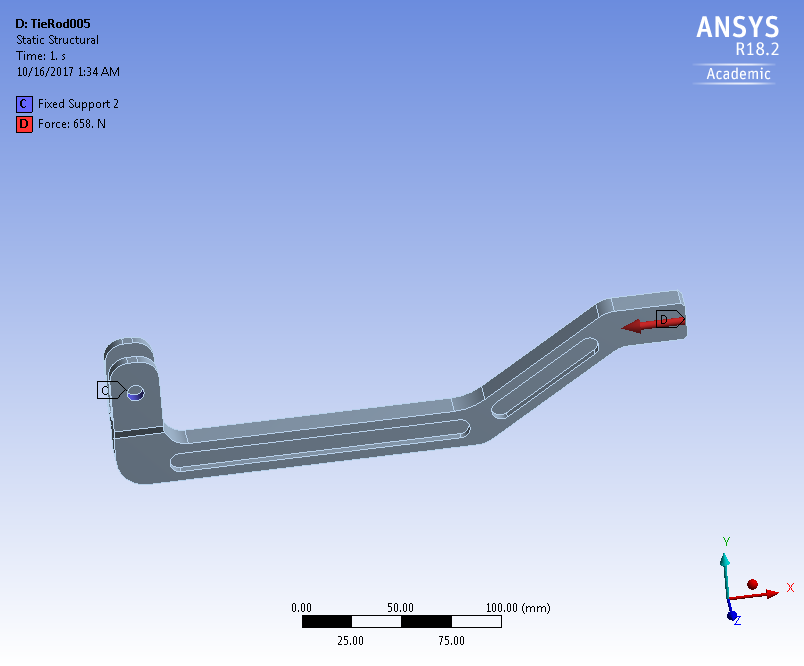 D: TieRod005
Static Structural
Time: 1. s
10/16/2017 1:34 AM
C Fixed Support 2
D Force: 658. N
ANSYS
R18.2
Academic
D
C
Y
X
Z
0.00 50.00 100.00 (mm)
25.00 75.00